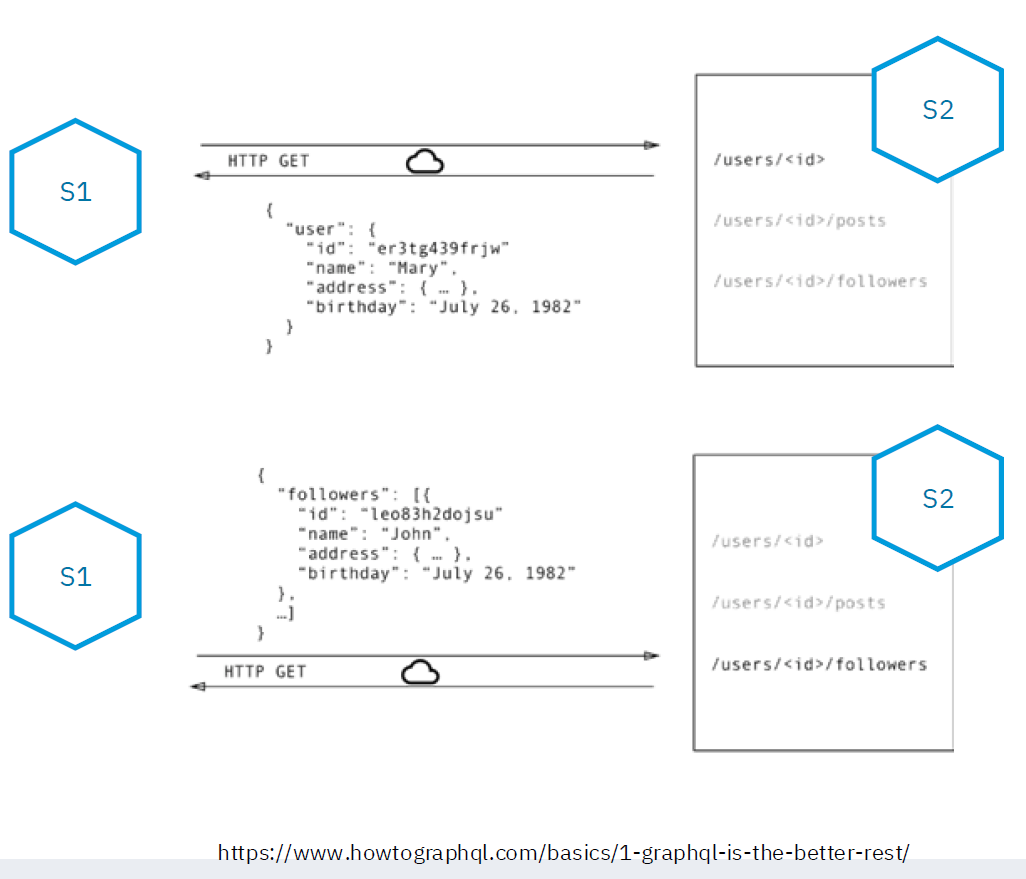 S1
HTTP GET
{
"user": {
"id": "er3tg439frjw"
"name": "Mary",
"address": { … },
"birthday": "July 26, 1982"
}
}
S2
/users/<id>
/users/<id>/posts
/users/<id>/followers
S1
{
"followers": [{
"id": "leo83h2dojsu"
"name": "John",
"address": { … },
"birthday": "July 26, 1982"
},
…]
}
HTTP GET
S2
/users/<id>
/users/<id>/posts
/users/<id>/followers
https://www.howtographql.com/basics/1-graphql-is-the-better-rest/